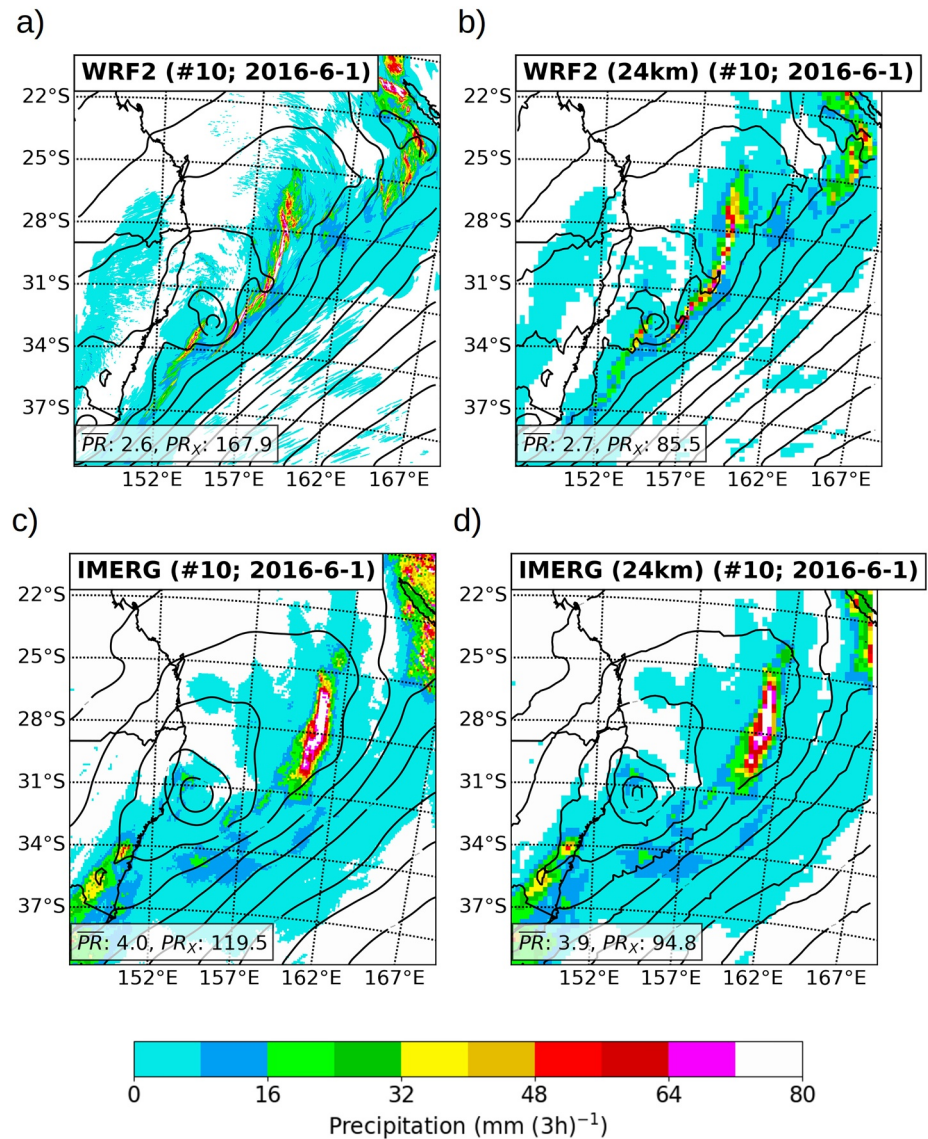 a)
b)
WRF2 (#10; 2016-6-1)
WRF2 (24km) (#10; 2016-6-1)
22°S
25°S
28°S
31°S
34°S
37°S
22°S
25°S
28°S
31°S
34°S
37°S
PR: 2.6, PRX: 167.9
PR: 2.7, PRX: 85.5
152°E 157°E 162°E 167°E
152°E 157°E 162°E 167°E
c)
d)
IMERG (#10; 2016-6-1)
IMERG (24km) (#10; 2016-6-1)
22°S
25°S
28°S
31°S
34°S
37°S
22°S
25°S
28°S
31°S
34°S
37°S
PR: 4.0, PRX: 119.5
PR: 3.9, PRX: 94.8
152°E 157°E 162°E 167°E
152°E 157°E 162°E 167°E
0 16 32 48 64 80
Precipitation (mm (3h)⁻¹)